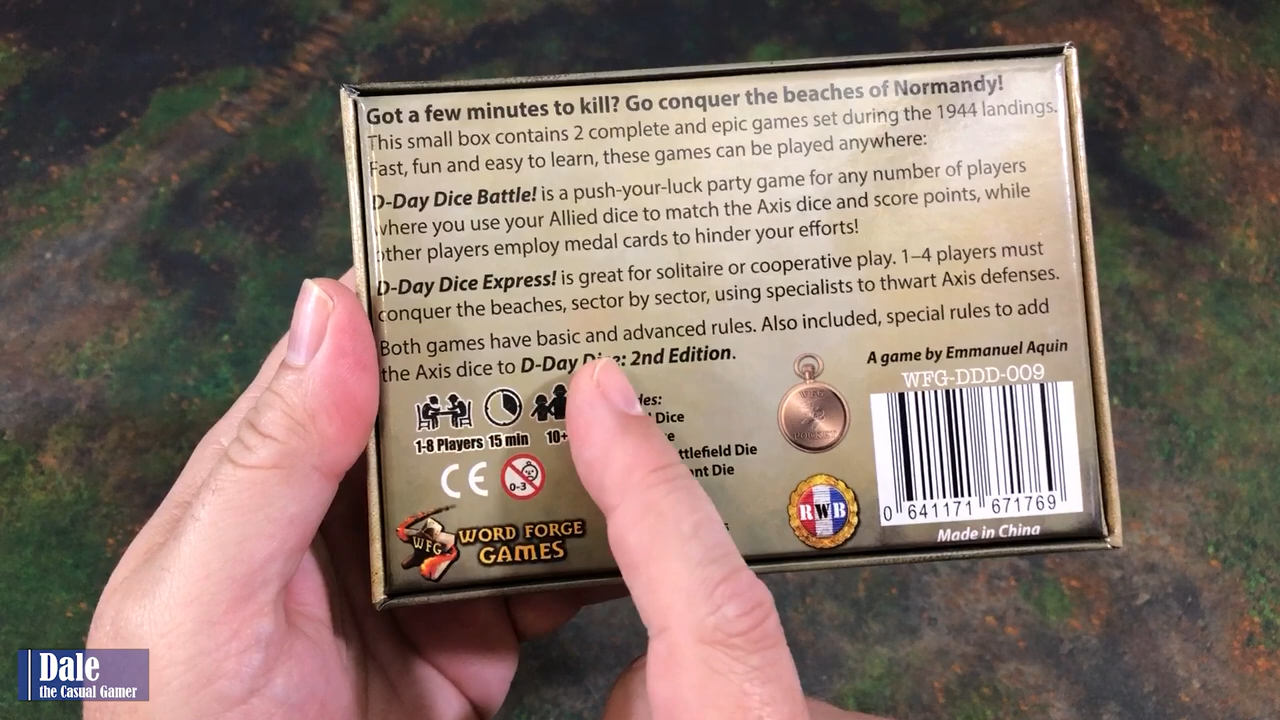 Got a few minutes to kill? Go conquer the beaches of Normandy!
This small box contains 2 complete and epic games set during the 1944 landings.
Fast, fun and easy to learn, these games can be played anywhere:
D-Day Dice Battle! is a push-your-luck party game for any number of players
where you use your Allied dice to match the Axis dice and score points, while
other players employ medal cards to hinder your efforts!
D-Day Dice Express! is great for solitaire or cooperative play. 1–4 players must
conquer the beaches, sector by sector, using specialists to thwart Axis defenses.
Both games have basic and advanced rules. Also included, special rules to add
the Axis dice to D-Day Dice: 2nd Edition.
A game by Emmanuel Aquin
WFG-DDD-009
1-8 Players 15 min 10+
Dice
Die
Die
CE
0-3
WFG
WORD FORGE
GAMES
RWB
0 641171 671769
Made in China
Dale
the Casual Gamer